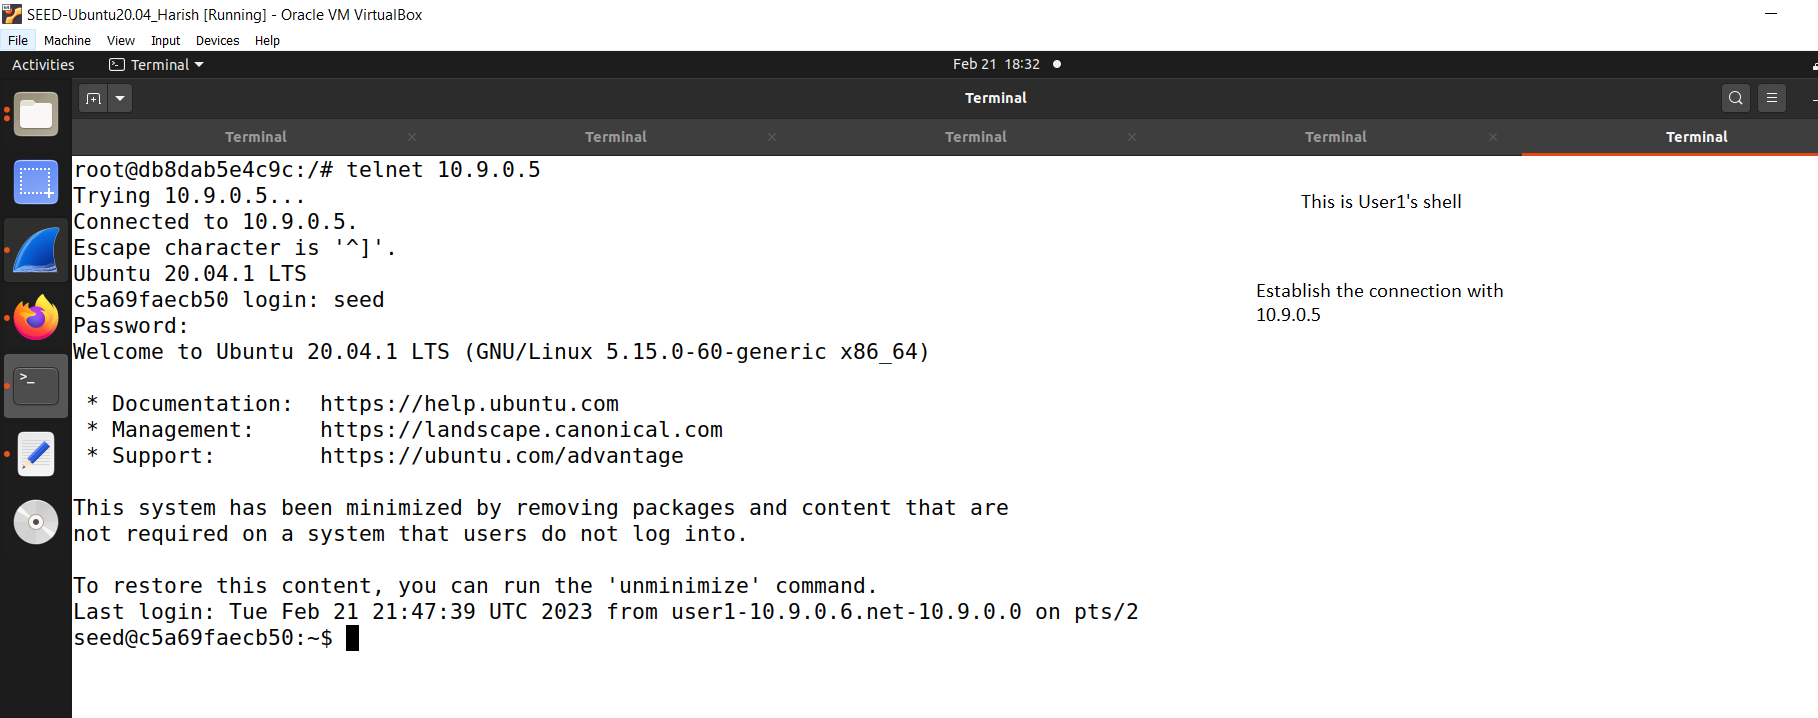 SEED-Ubuntu20.04_Harish [Running] - Oracle VM VirtualBox
File Machine View Input Devices Help
Activities Terminal Feb 21 18:32
Terminal
Terminal Terminal Terminal Terminal Terminal
root@db8dab5e4c9c:/# telnet 10.9.0.5
Trying 10.9.0.5...
This is User1's shell
Connected to 10.9.0.5.
Escape character is '^]'.
Ubuntu 20.04.1 LTS
c5a69faecb50 login: seed
Establish the connection with
10.9.0.5
Password:
Welcome to Ubuntu 20.04.1 LTS (GNU/Linux 5.15.0-60-generic x86_64)
* Documentation: https://help.ubuntu.com
* Management: https://landscape.canonical.com
* Support: https://ubuntu.com/advantage
This system has been minimized by removing packages and content that are
not required on a system that users do not log into.
To restore this content, you can run the 'unminimize' command.
Last login: Tue Feb 21 21:47:39 UTC 2023 from user1-10.9.0.6.net-10.9.0.0 on pts/2
seed@c5a69faecb50:~$